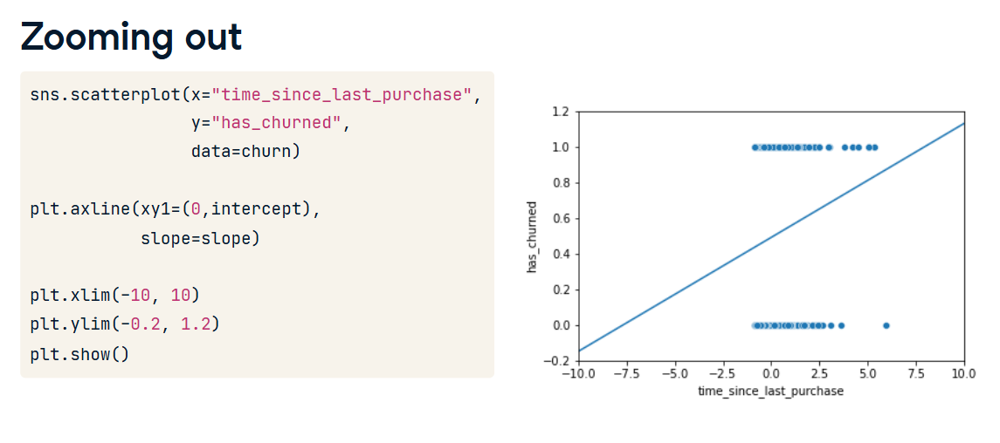 Zooming out
sns.scatterplot(x="time_since_last_purchase",
y="has_churned",
data=churn)
plt.axline(xy1=(0,intercept),
slope=slope)
plt.xlim(-10, 10)
plt.ylim(-0.2, 1.2)
plt.show()
1.2
1.0
0.8
0.6
0.4
0.2
0.0
−0.2
has_churned
−10.0 −7.5 −5.0 −2.5 0.0 2.5 5.0 7.5 10.0
time_since_last_purchase